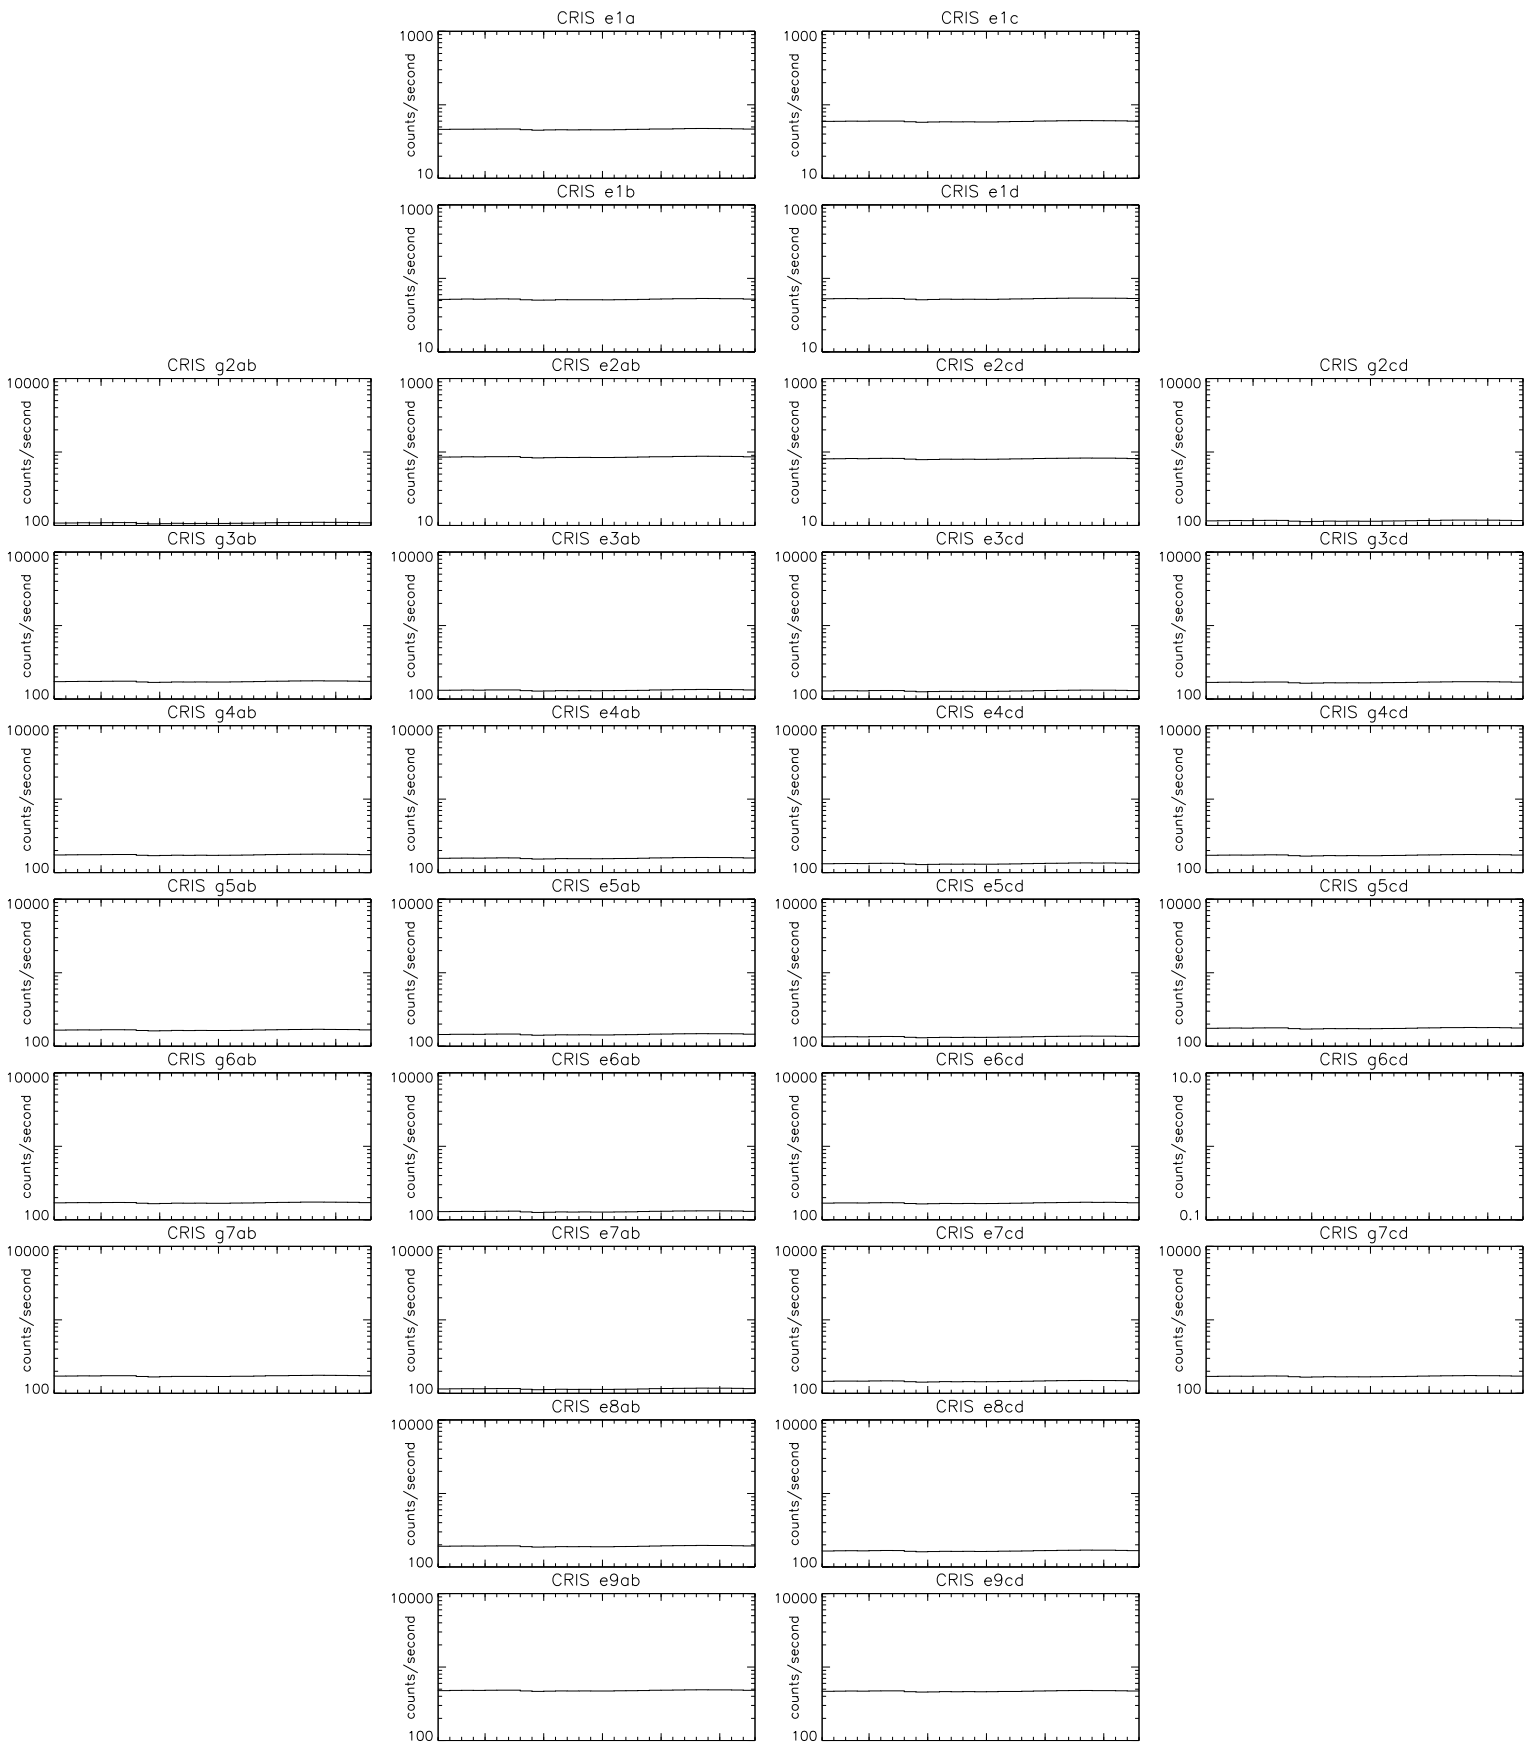 CRIS e1a
1000
counts/second
10
CRIS e1c
1000
counts/second
10
CRIS e1b
1000
counts/second
10
CRIS e1d
1000
counts/second
10
CRIS g2ab
10000
counts/second
100
CRIS e2ab
1000
counts/second
10
CRIS e2cd
1000
counts/second
10
CRIS g2cd
10000
counts/second
100
CRIS g3ab
10000
counts/second
100
CRIS e3ab
10000
counts/second
100
CRIS e3cd
10000
counts/second
100
CRIS g3cd
10000
counts/second
100
CRIS g4ab
10000
counts/second
100
CRIS e4ab
10000
counts/second
100
CRIS e4cd
10000
counts/second
100
CRIS g4cd
10000
counts/second
100
CRIS g5ab
10000
counts/second
100
CRIS e5ab
10000
counts/second
100
CRIS e5cd
10000
counts/second
100
CRIS g5cd
10000
counts/second
100
CRIS g6ab
10000
counts/second
100
CRIS e6ab
10000
counts/second
100
CRIS e6cd
10000
counts/second
100
CRIS g6cd
10.0
counts/second
0.1
CRIS g7ab
10000
counts/second
100
CRIS e7ab
10000
counts/second
100
CRIS e7cd
10000
counts/second
100
CRIS g7cd
10000
counts/second
100
CRIS e8ab
10000
counts/second
100
CRIS e8cd
10000
counts/second
100
CRIS e9ab
10000
counts/second
100
CRIS e9cd
10000
counts/second
100